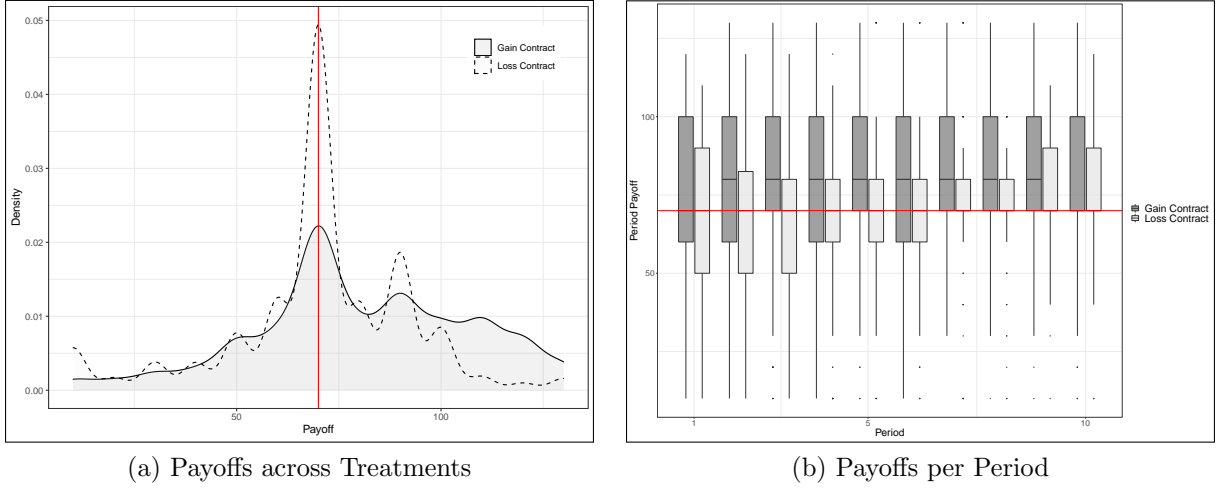 0.05
0.04
0.03
0.02
0.01
0.00
Density
50
100
Payoff
Gain Contract
Loss Contract
(a) Payoffs across Treatments
100
50
Period Payoff
1
5
10
Period
Gain Contract
Loss Contract
(b) Payoffs per Period